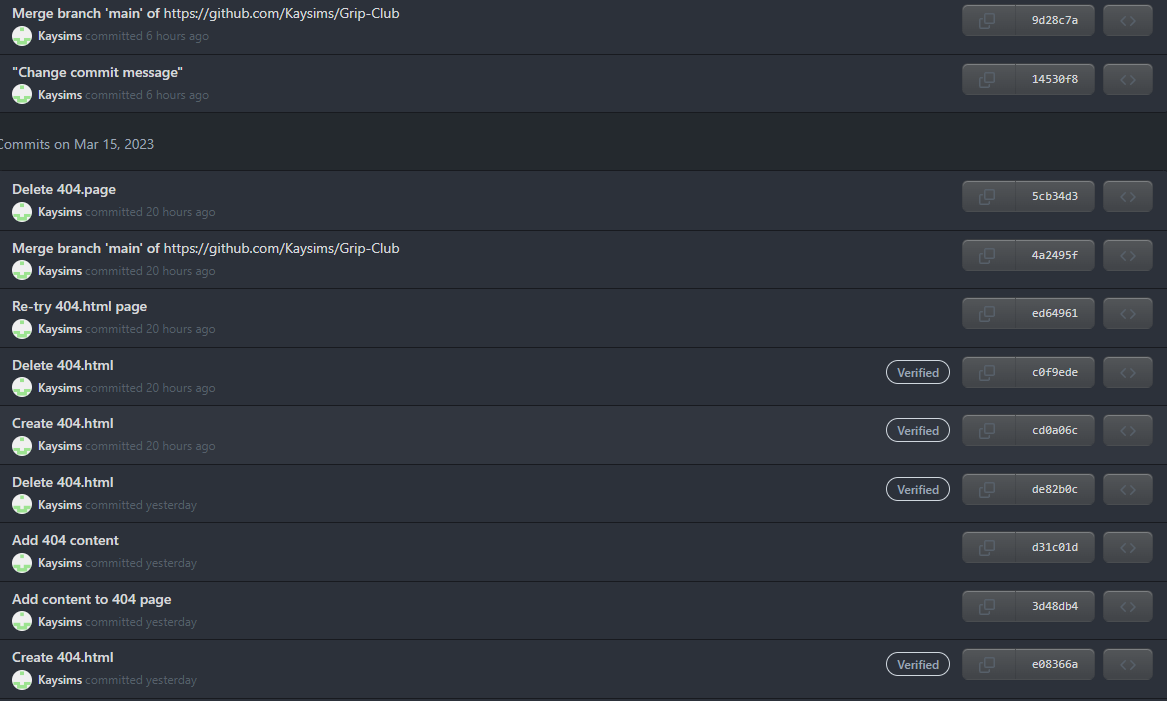 Merge branch 'main' of https://github.com/Kaysims/Grip-Club
Kaysims committed 6 hours ago
9d28c7a
"Change commit message"
Kaysims committed 6 hours ago
14530f8
Commits on Mar 15, 2023
Delete 404.page
Kaysims committed 20 hours ago
5cb34d3
Merge branch 'main' of https://github.com/Kaysims/Grip-Club
Kaysims committed 20 hours ago
4a2495f
Re-try 404.html page
Kaysims committed 20 hours ago
ed64961
Delete 404.html
Kaysims committed 20 hours ago
Verified c0f9ede
Create 404.html
Kaysims committed 20 hours ago
Verified cd0a06c
Delete 404.html
Kaysims committed yesterday
Verified de82b0c
Add 404 content
Kaysims committed yesterday
d31c01d
Add content to 404 page
Kaysims committed yesterday
3d48db4
Create 404.html
Kaysims committed yesterday
Verified e08366a